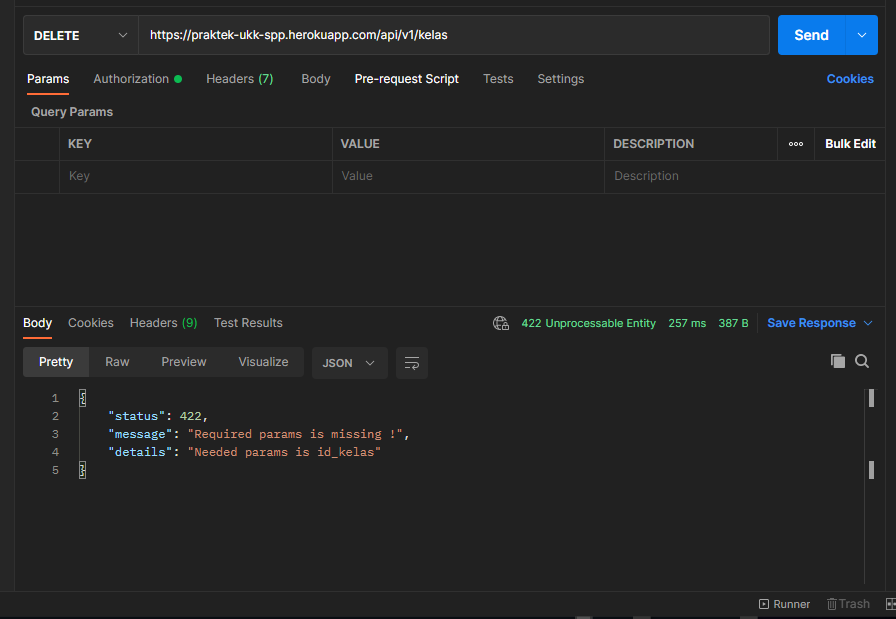 DELETE https://praktek-ukk-spp.herokuapp.com/api/v1/kelas Send
Params Authorization Headers (7) Body Pre-request Script Tests Settings Cookies
Query Params
KEY VALUE DESCRIPTION ooo Bulk Edit
Key Value Description
Body Cookies Headers (9) Test Results 422 Unprocessable Entity 257 ms 387 B Save Response
Pretty Raw Preview Visualize JSON
1 {
2 "status": 422,
3 "message": "Required params is missing !",
4 "details": "Needed params is id_kelas"
5 }
Runner Trash